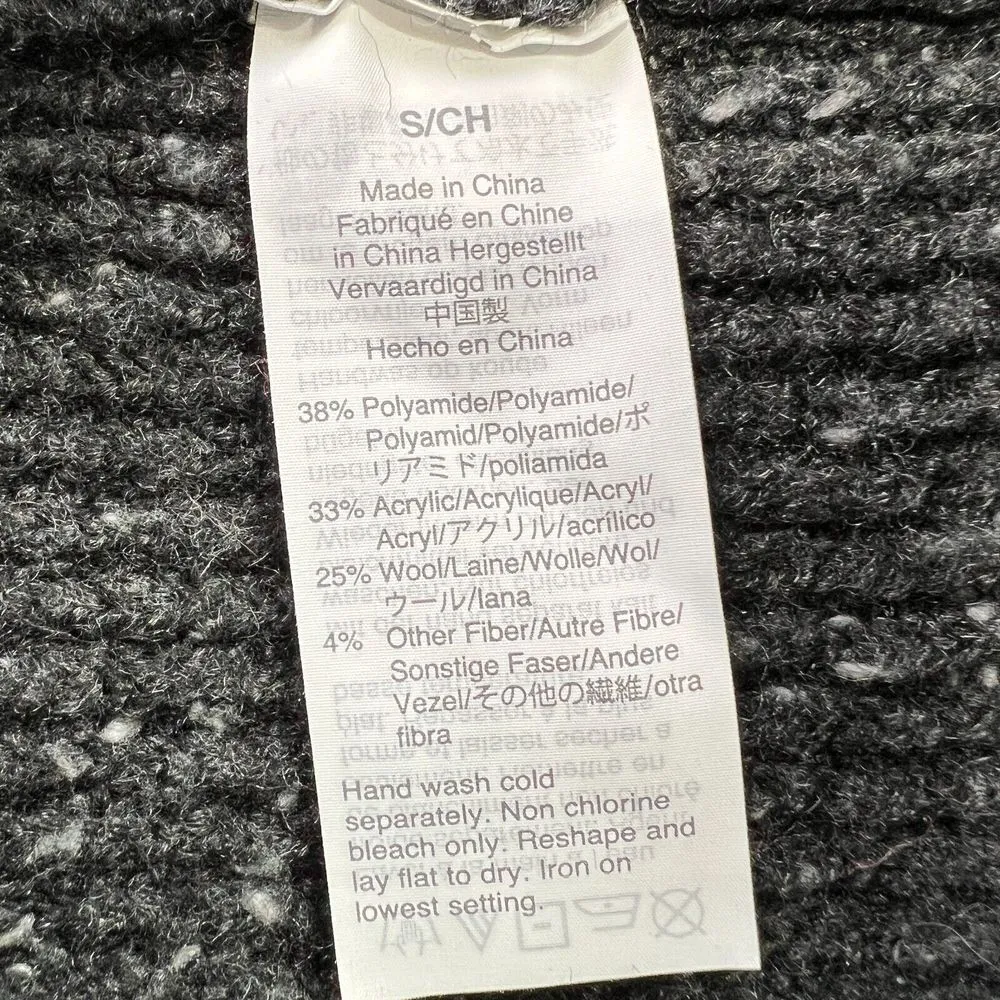 S/CH
Made in China
Fabriqué en Chine
in China Hergestellt
Vervaardigd in China
中国製
Hecho en China
38% Polyamide/Polyamide/
Polyamid/Polyamide/ポ
リアミド/poliamida
33% Acrylic/Acrylique/Acryl/
Acryl/アクリル/acrílico
25% Wool/Laine/Wolle/Wol/
ウール/lana
4% Other Fiber/Autre Fibre/
Sonstige Faser/Andere
Vezel/その他の繊維/otra
fibra
Hand wash cold
separately. Non chlorine
bleach only. Reshape and
lay flat to dry. Iron on
lowest setting.